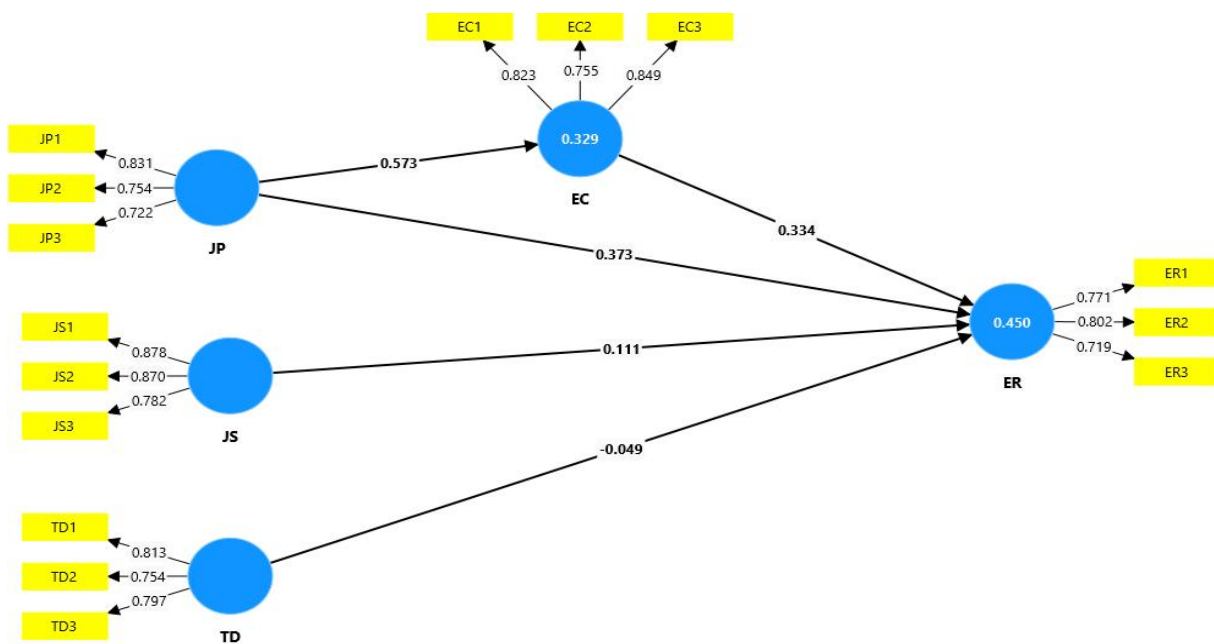 EC1
EC2
EC3
0.823
0.755
0.849
0.329
EC
JP1
JP2
JP3
0.831
0.754
0.722
JP
0.573
0.373
0.334
JS1
JS2
JS3
0.878
0.870
0.782
JS
0.111
0.450
ER
0.771
0.802
0.719
ER1
ER2
ER3
-0.049
TD1
TD2
TD3
0.813
0.754
0.797
TD